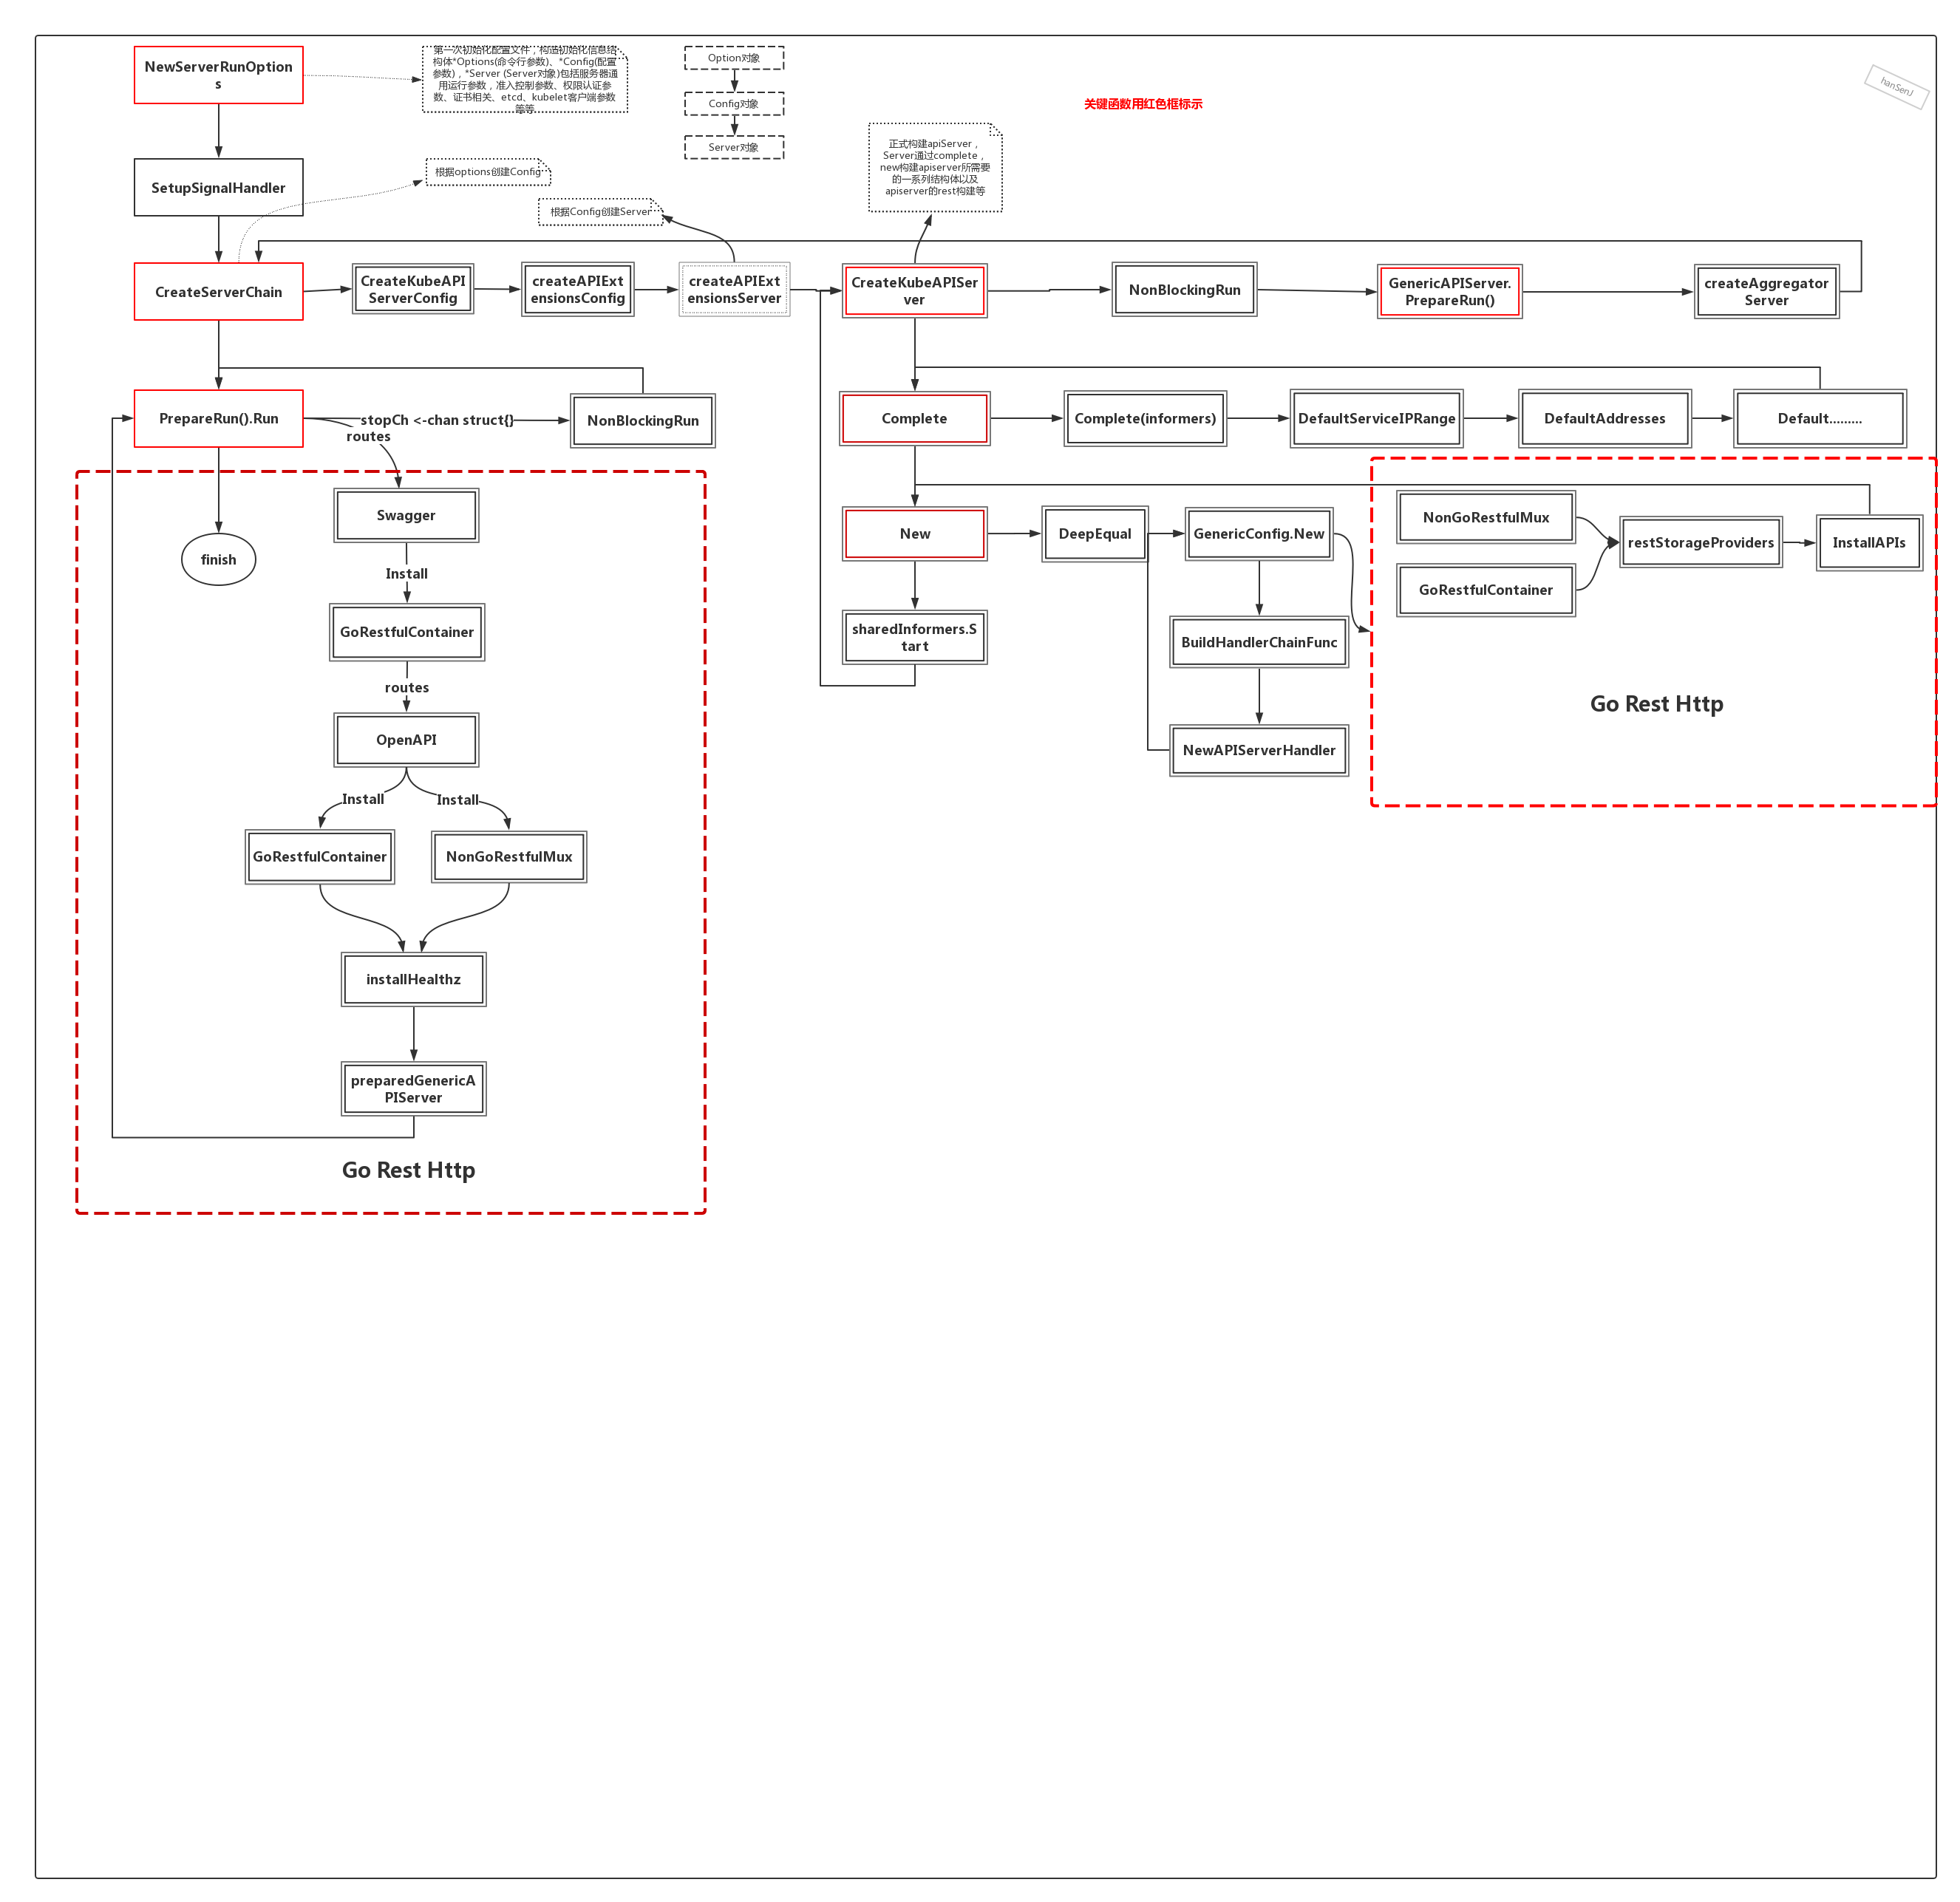 NewServerRunOption
s
第一次初始化配置文件，构造初始化信息结
构体*Options(命令行参数)、*Config(配置
参数)，*Server (Server对象)包括服务器通
用运行参数，准入控制参数、权限认证参
数、证书相关、etcd、kubelet客户端参数
等等
Option对象
Config对象
Server对象
关键函数用红色框标示
hanSenJ
正式构建apiServer，
Server通过complete，
new构建apiserver所需要
的一系列结构体以及
apiserver的rest构建等
SetupSignalHandler
根据options创建Config
根据Config创建Server
CreateServerChain
CreateKubeAPI
ServerConfig
createAPIExt
ensionsConfig
createAPIExt
ensionsServer
CreateKubeAPISer
ver
NonBlockingRun
GenericAPIServer.
PrepareRun()
createAggregator
Server
PrepareRun().Run
stopCh <-chan struct{}
routes
NonBlockingRun
Complete
Complete(informers)
DefaultServiceIPRange
DefaultAddresses
Default.........
finish
Swagger
Install
GoRestfulContainer
routes
OpenAPI
Install
Install
GoRestfulContainer
NonGoRestfulMux
installHealthz
preparedGenericA
PIServer
Go Rest Http
New
DeepEqual
GenericConfig.New
sharedInformers.S
tart
BuildHandlerChainFunc
NewAPIServerHandler
NonGoRestfulMux
GoRestfulContainer
restStorageProviders
InstallAPIs
Go Rest Http